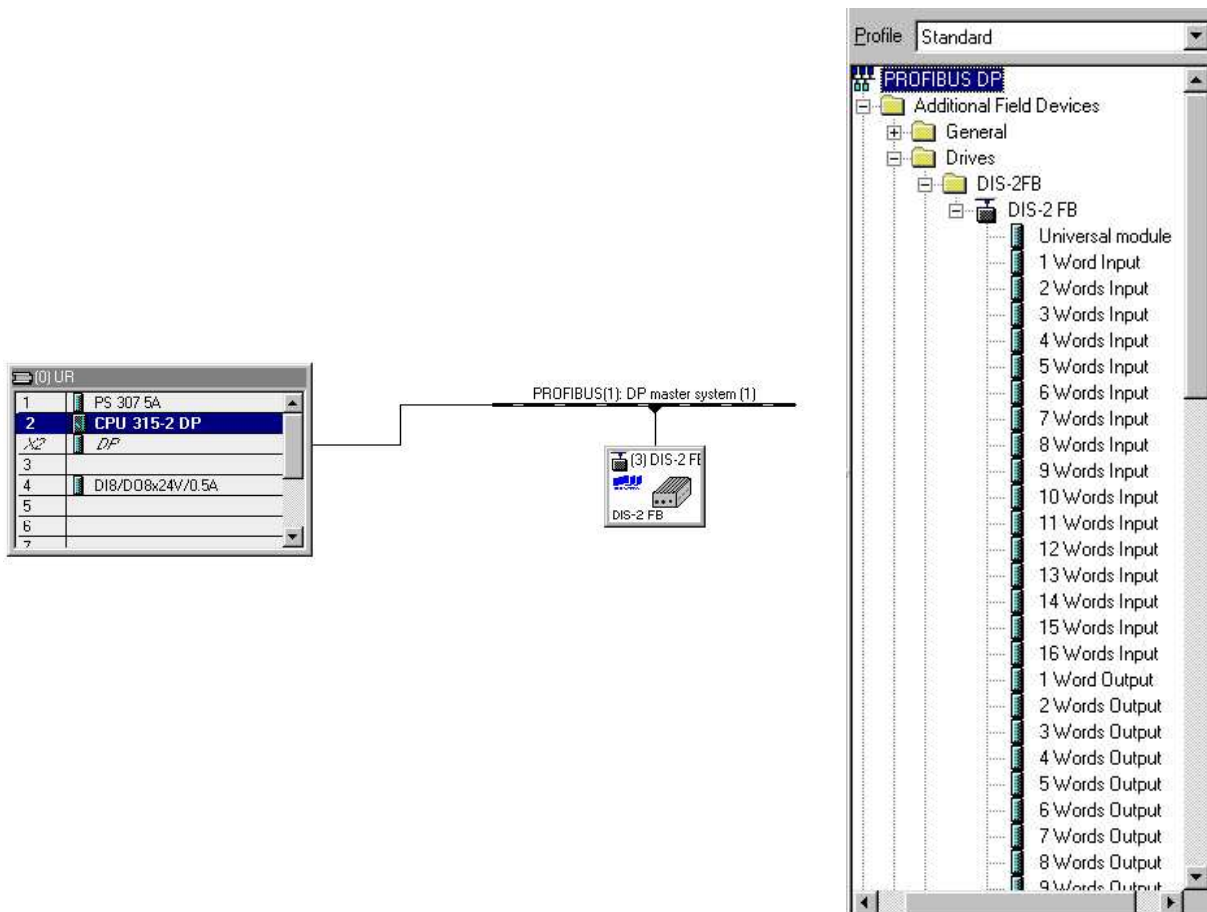 (0) UR
1 PS 307 5A
2 CPU 315-2 DP
X2 DP
3
4 DI8/DO8x24V/0.5A
5
6
7
PROFIBUS(1): DP master system (1)
(3) DIS-2 FB
DIS-2 FB
Profile Standard
PROFIBUS DP
Additional Field Devices
General
Drives
DIS-2FB
DIS-2 FB
Universal module
1 Word Input
2 Words Input
3 Words Input
4 Words Input
5 Words Input
6 Words Input
7 Words Input
8 Words Input
9 Words Input
10 Words Input
11 Words Input
12 Words Input
13 Words Input
14 Words Input
15 Words Input
16 Words Input
1 Word Output
2 Words Output
3 Words Output
4 Words Output
5 Words Output
6 Words Output
7 Words Output
8 Words Output
9 Words Output